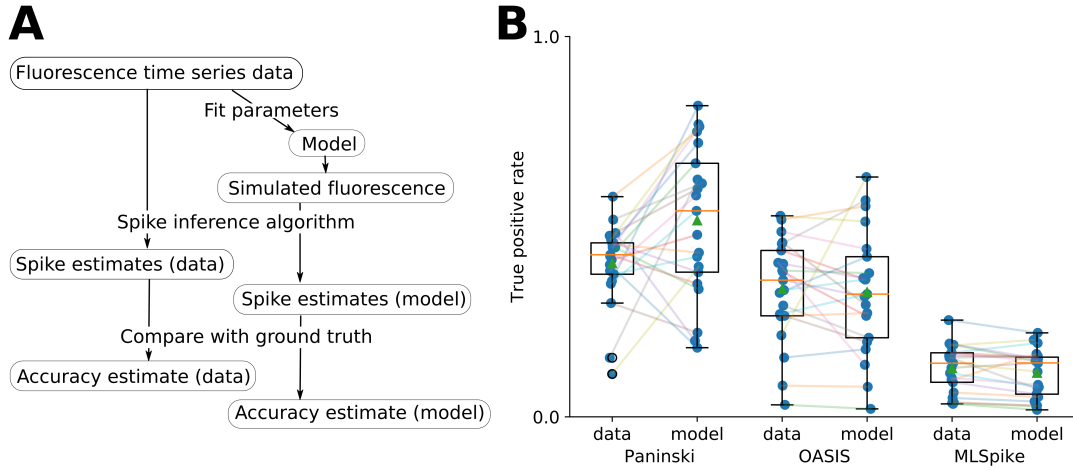 A
Fluorescence time series data
Fit parameters
Model
Simulated fluorescence
Spike inference algorithm
Spike estimates (data)
Spike estimates (model)
Compare with ground truth
Accuracy estimate (data)
Accuracy estimate (model)
B
True positive rate
1.0
0.0
data model data model data model
Paninski OASIS MLSpike